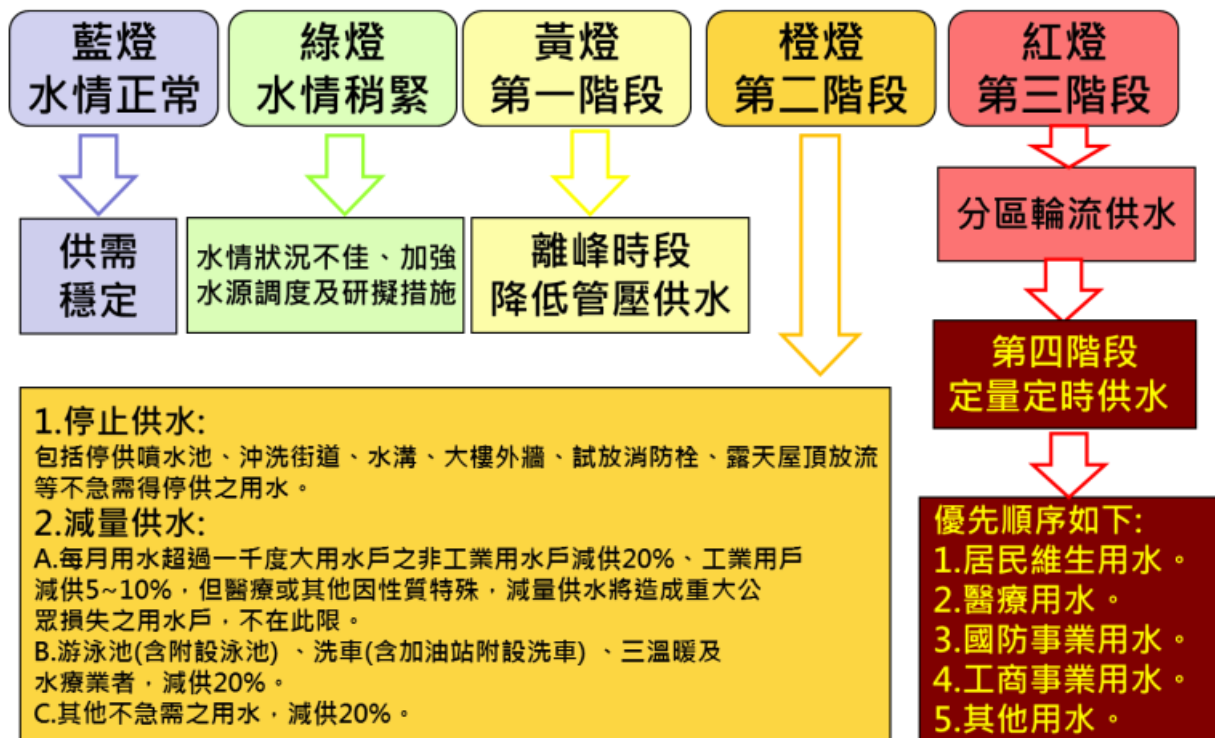 藍燈
水情正常
綠燈
水情稍緊
黃燈
第一階段
橙燈
第二階段
紅燈
第三階段
供需
穩定
水情狀況不佳、加強
水源調度及研擬措施
離峰時段
降低管壓供水
分區輪流供水
第四階段
定量定時供水
1.停止供水:
包括停供噴水池、沖洗街道、水溝、大樓外牆、試放消防栓、露天屋頂放流
等不急需得停供之用水。
2.減量供水:
A.每月用水超過一千度大用水戶之非工業用水戶減供20%、工業用戶
減供5~10%，但醫療或其他因性質特殊，減量供水將造成重大公
眾損失之用水戶，不在此限。
B.游泳池(含附設泳池) 、洗車(含加油站附設洗車) 、三溫暖及
水療業者，減供20%。
C.其他不急需之用水，減供20%。
優先順序如下:
1.居民維生用水。
2.醫療用水。
3.國防事業用水。
4.工商事業用水。
5.其他用水。